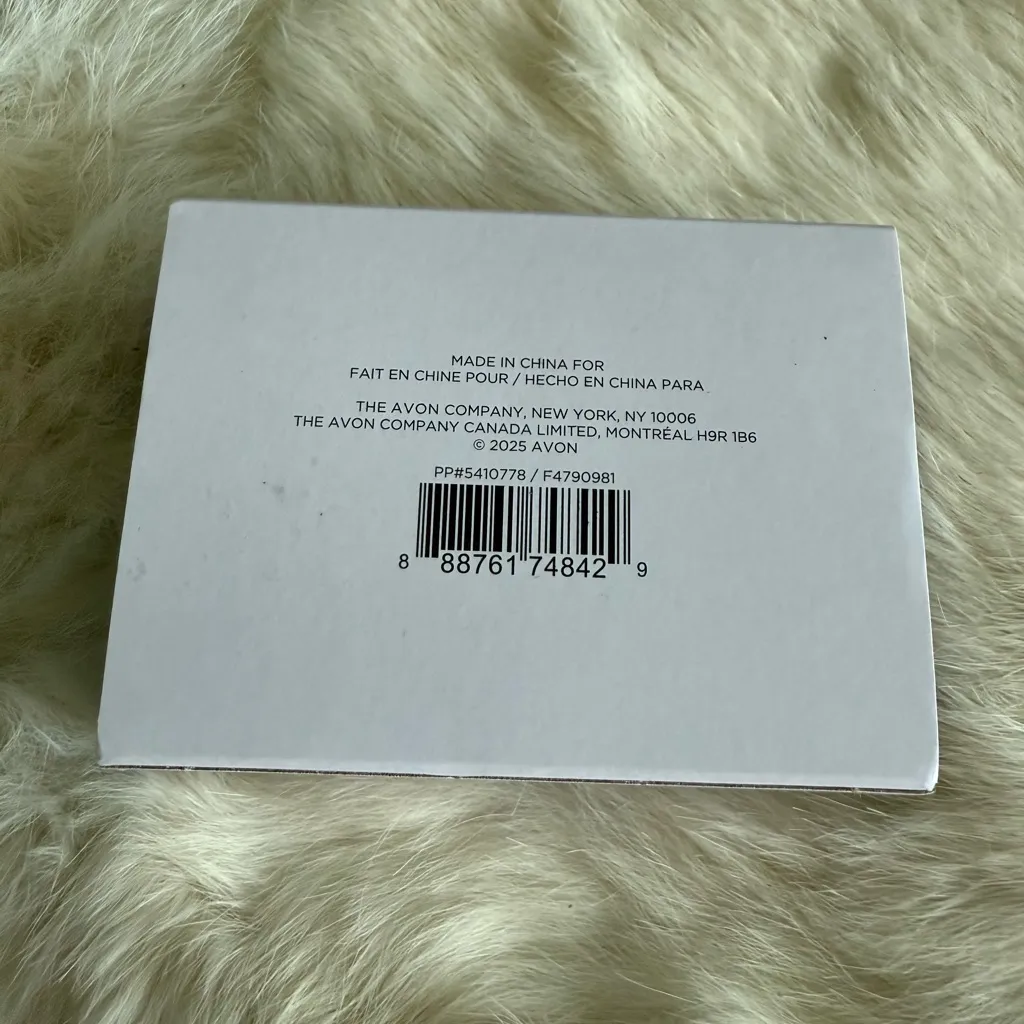 MADE IN CHINA FOR
FAIT EN CHINE POUR / HECHO EN CHINA PARA
THE AVON COMPANY, NEW YORK, NY 10006
THE AVON COMPANY CANADA LIMITED, MONTRÉAL H9R 1B6
© 2025 AVON
PP#5410778 / F4790981
8 88761 74842 9